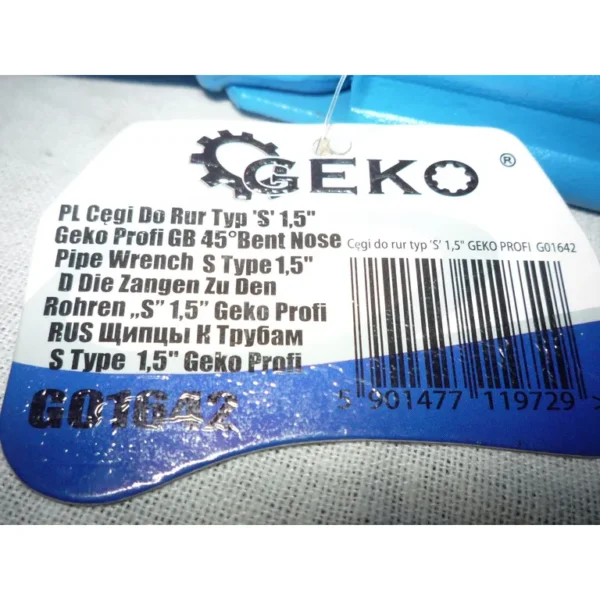 GEKO ®
PL Cęgi Do Rur Typ 'S' 1,5"
Geko Profi GB 45°Bent Nose
Pipe Wrench S Type 1,5"
D Die Zangen Zu Den
Rohren „S” 1,5” Geko Profi
RUS Щипцы К Трубам
S Type 1,5" Geko Profi
G01642
Cęgi do rur typ 'S' 1,5" GEKO PROFI G01642
5 901477 119729 >